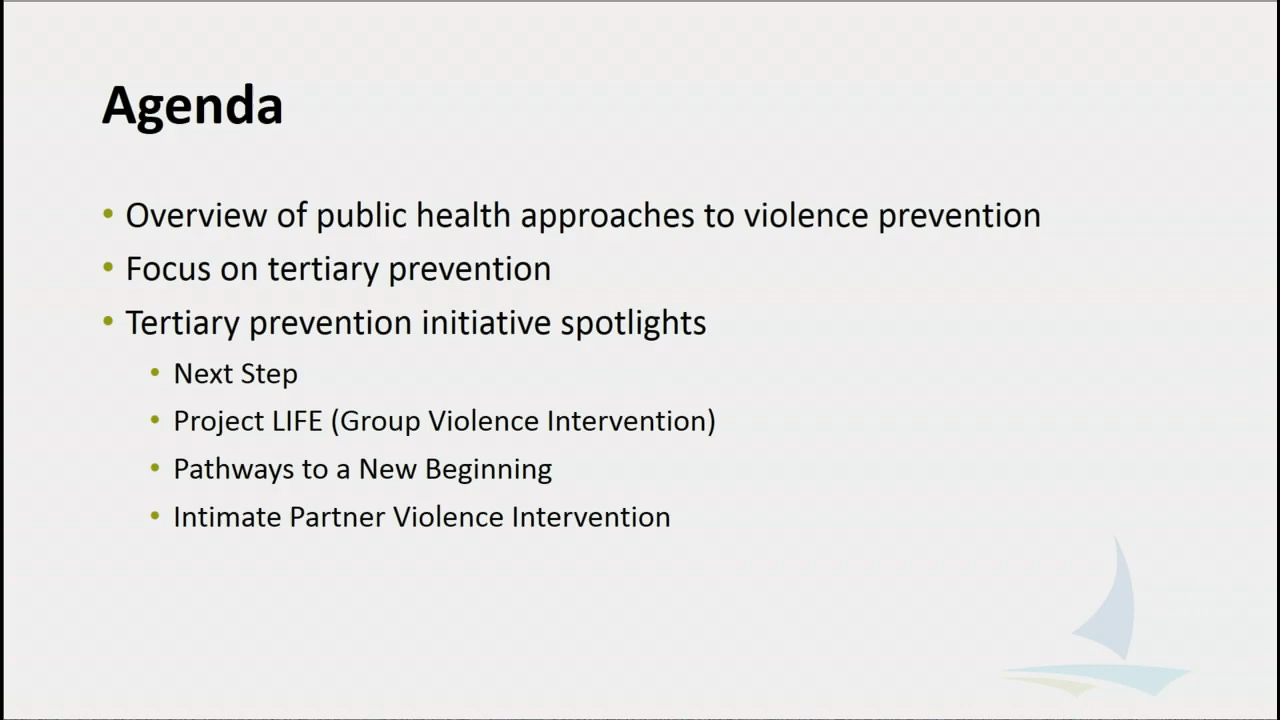 Agenda
• Overview of public health approaches to violence prevention
• Focus on tertiary prevention
• Tertiary prevention initiative spotlights
• Next Step
• Project LIFE (Group Violence Intervention)
• Pathways to a New Beginning
• Intimate Partner Violence Intervention